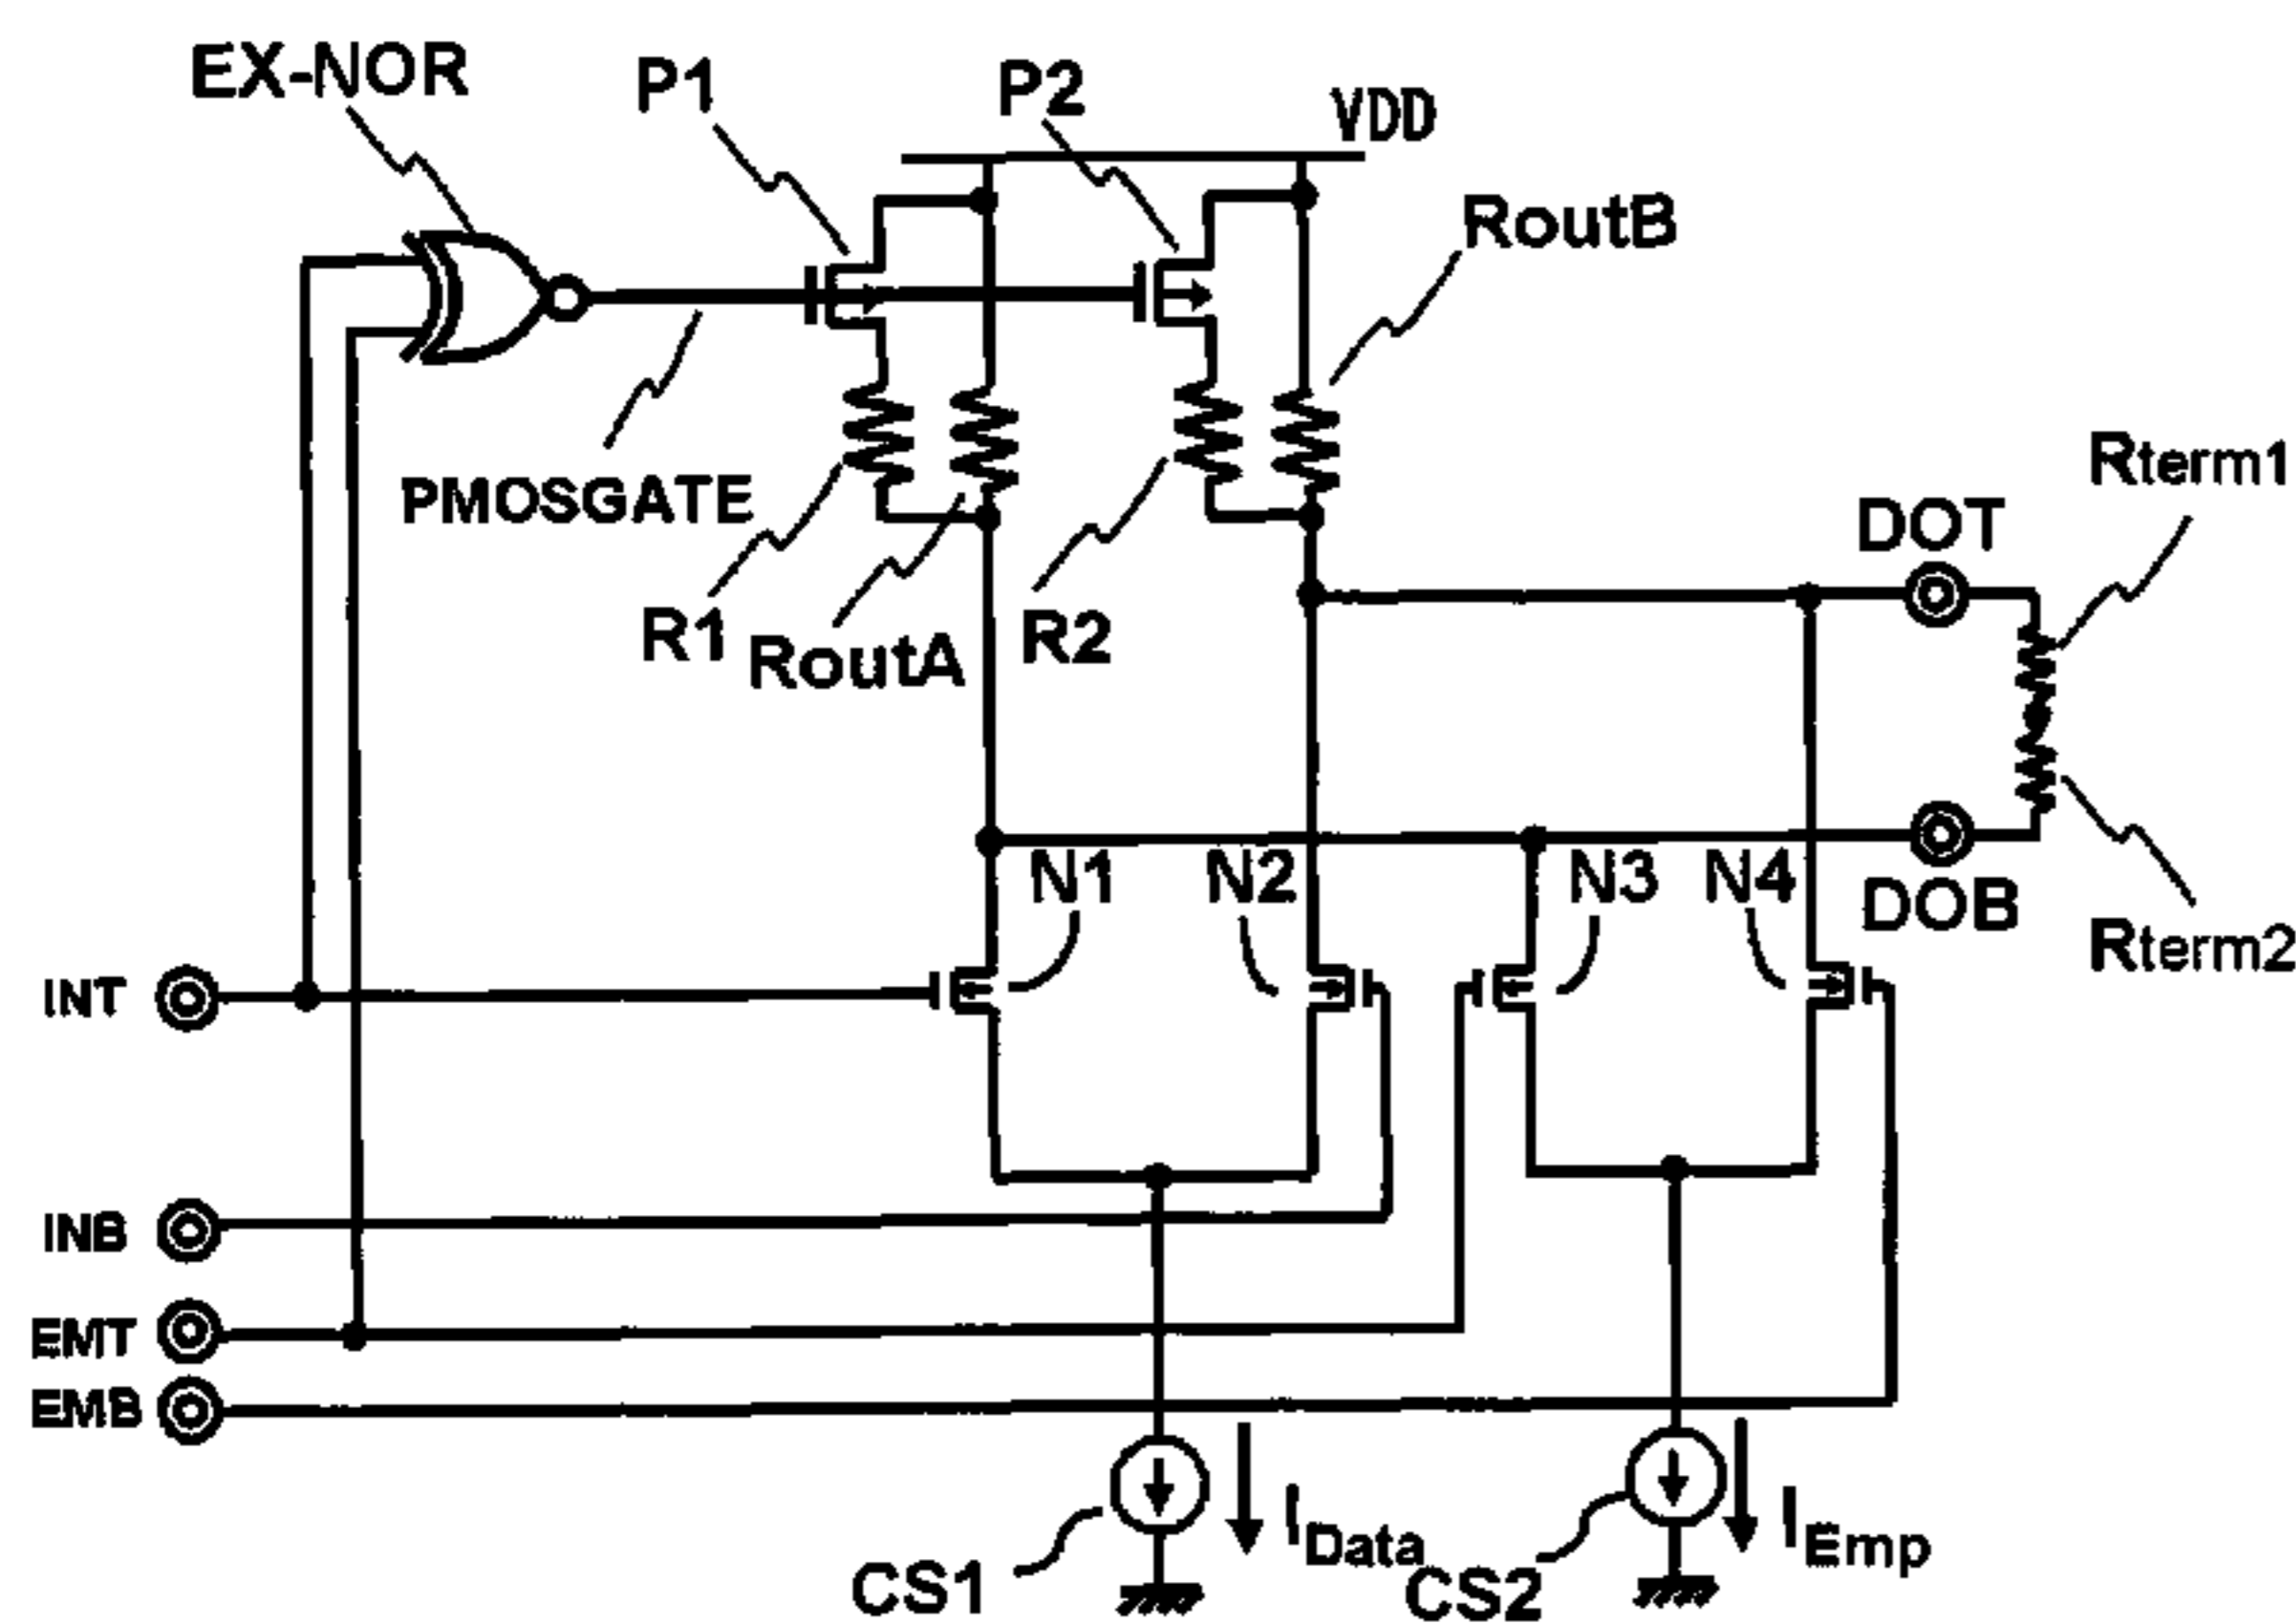 EX-NOR
P1
P2
VDD
RoutB
PMOSGATE
R1
RoutA
R2
DOT
Rterm1
N1
N2
N3
N4
DOB
Rterm2
INT
INB
EMT
EMB
CS1
IData
CS2
IEmp